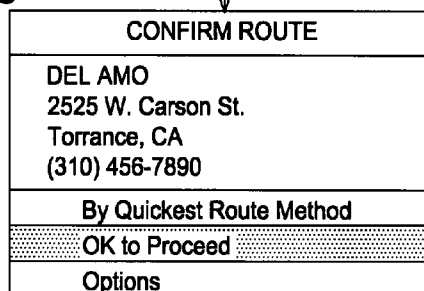 CONFIRM ROUTE
DEL AMO
2525 W. Carson St.
Torrance, CA
(310) 456-7890
By Quickest Route Method
OK to Proceed
Options